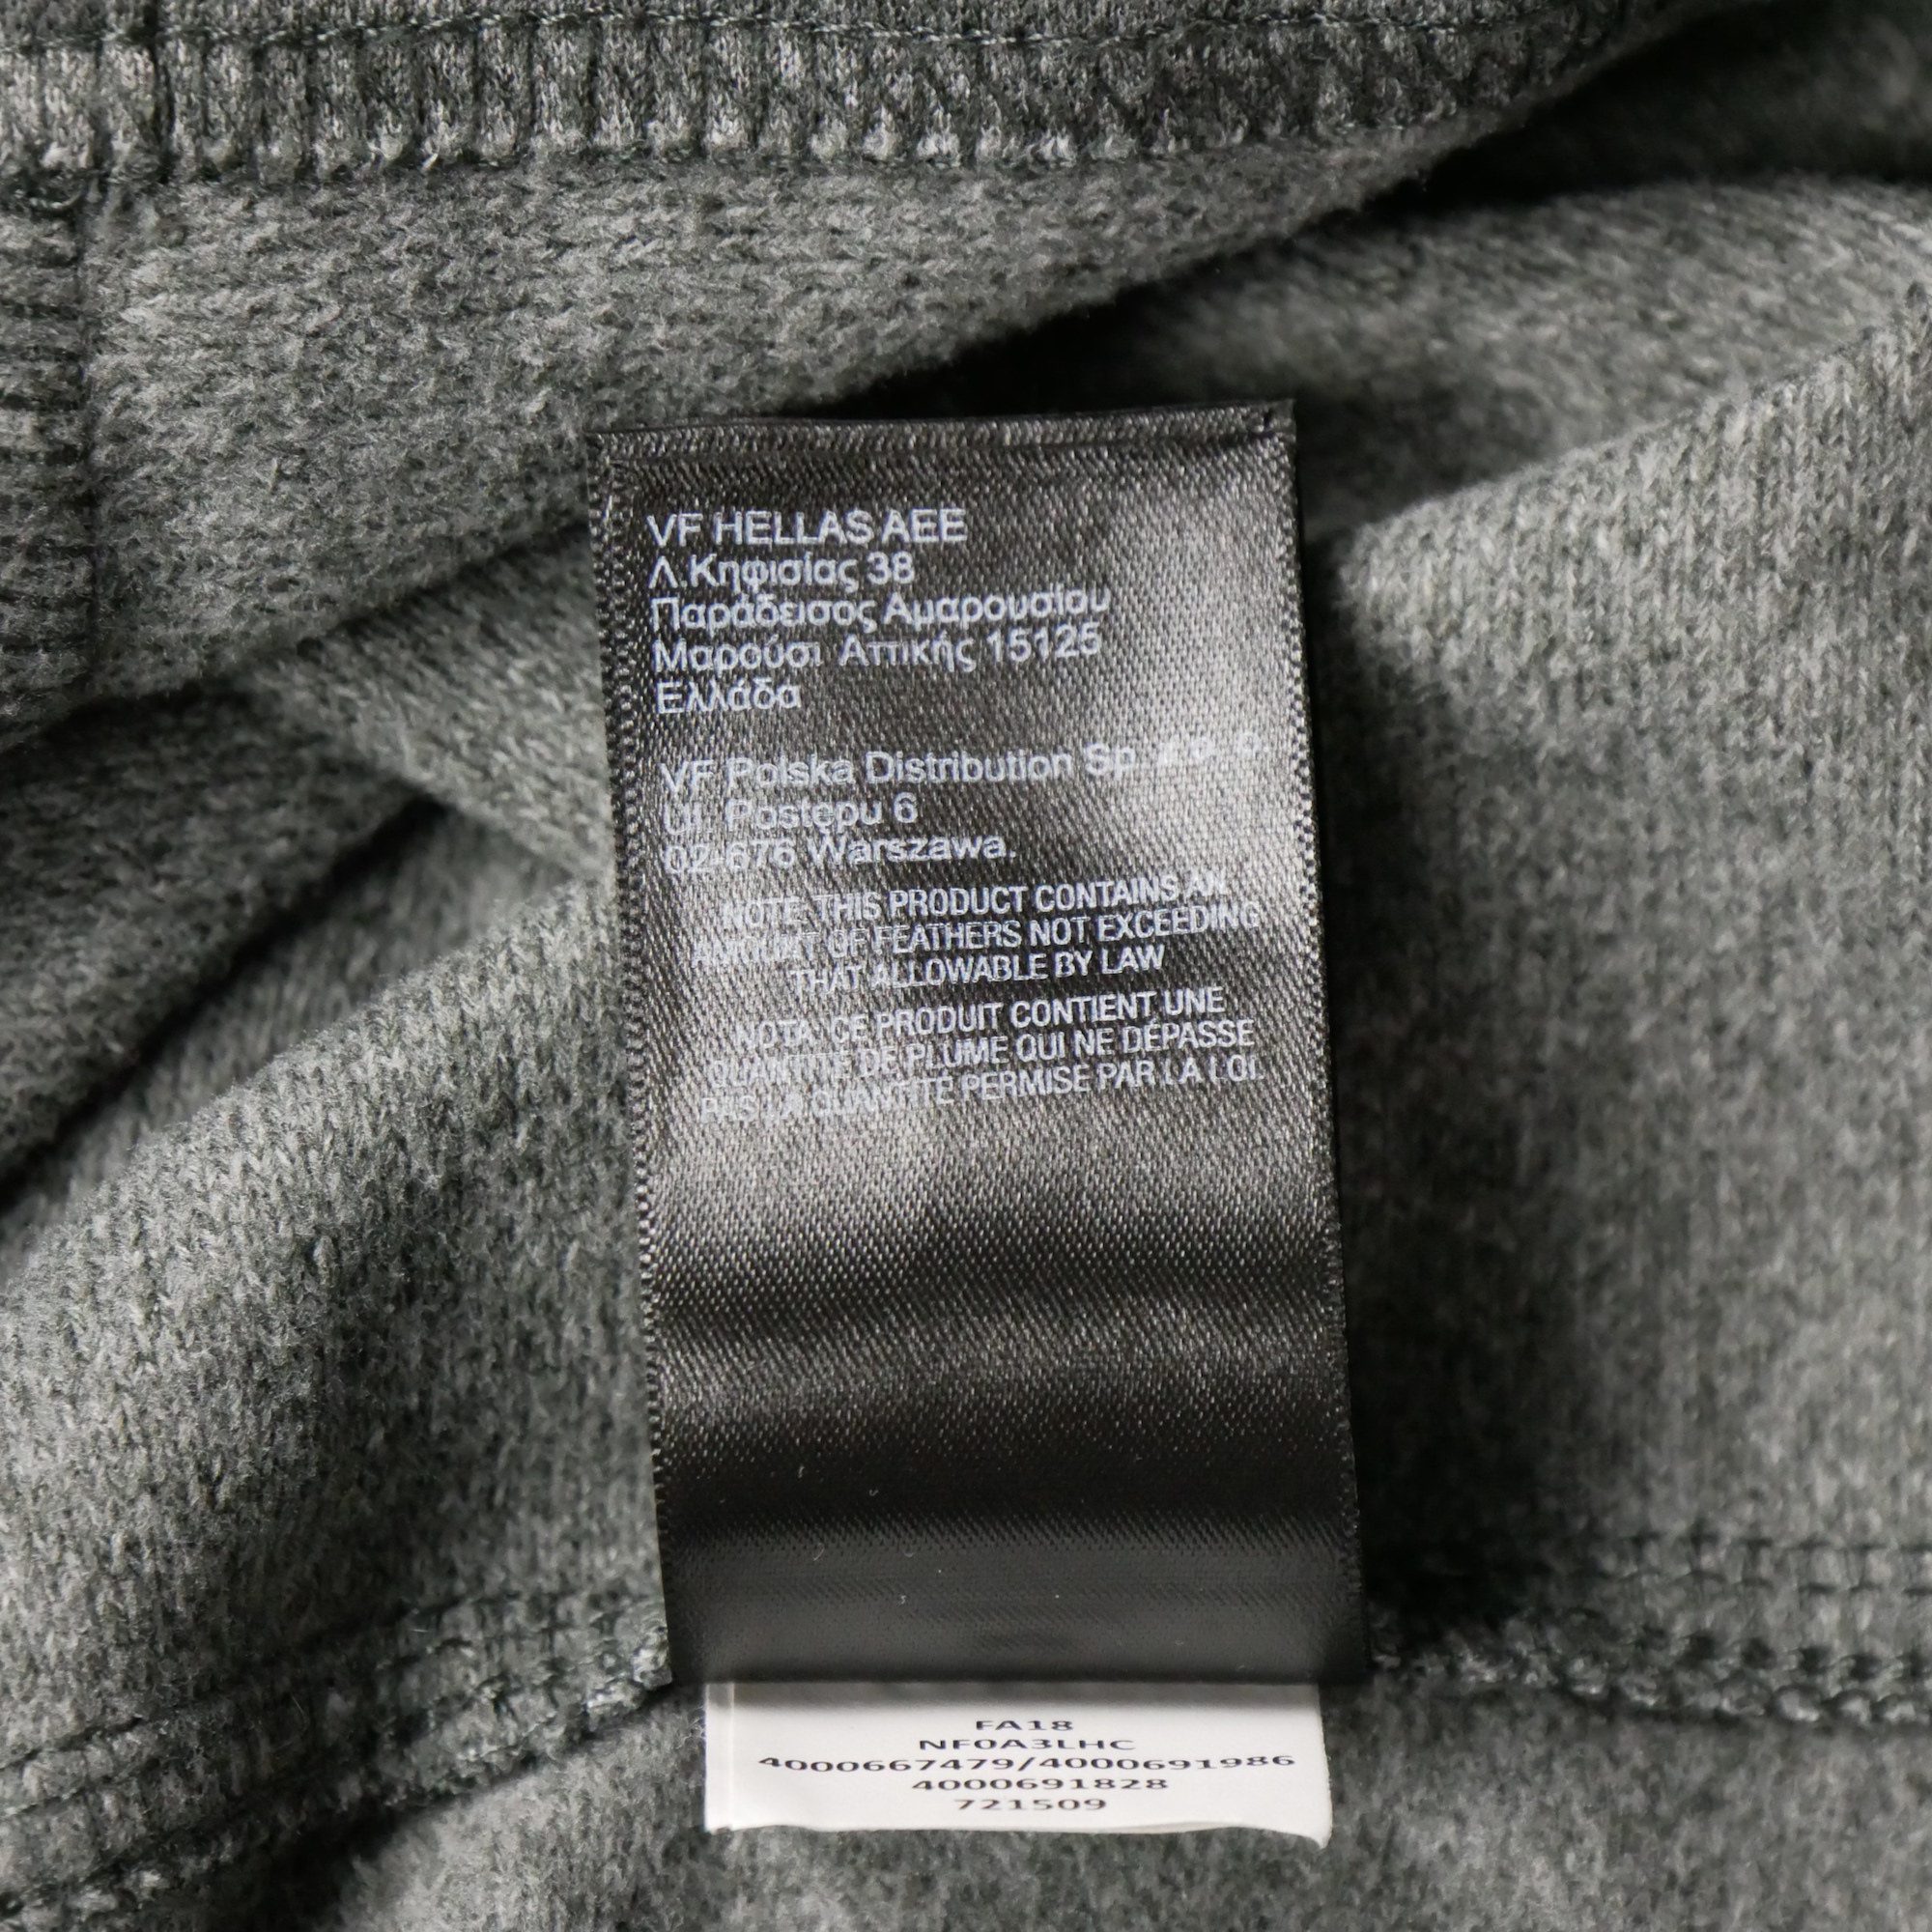 VF HELLAS AEE
Λ.Κηφισίας 38
Παράδεισος Αμαρουσίου
Μαρούσι Αττικής 15125
Ελλάδα
VF Polska Distribution Sp. z o. o.
ul. Postępu 6
02-676 Warszawa.
NOTE: THIS PRODUCT CONTAINS AN
AMOUNT OF FEATHERS NOT EXCEEDING
THAT ALLOWABLE BY LAW
NOTA: CE PRODUIT CONTIENT UNE
QUANTITÉ DE PLUME QUI NE DÉPASSE
PAS LA QUANTITÉ PERMISE PAR LA LOI.
FA18
NF0A3LHC
4000667479/4000691986
4000691828
721509